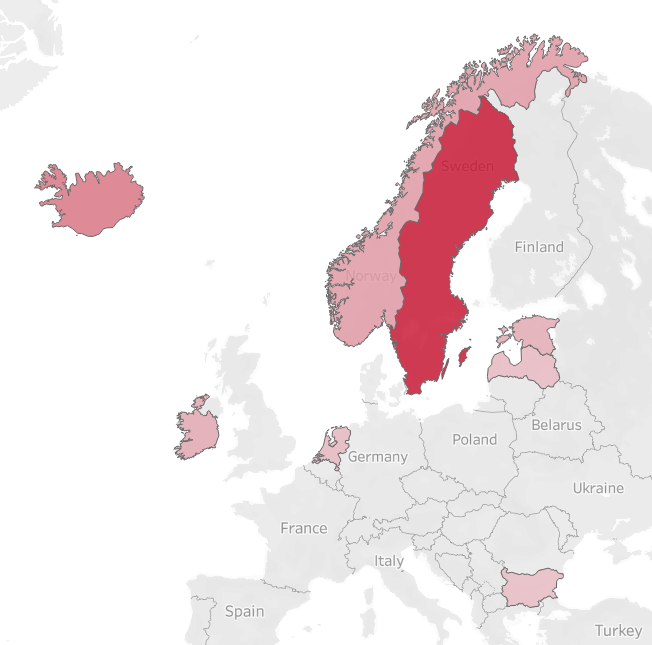 Sweden
Finland
Norway
Belarus
Poland
Germany
Ukraine
France
Italy
Spain
Turkey